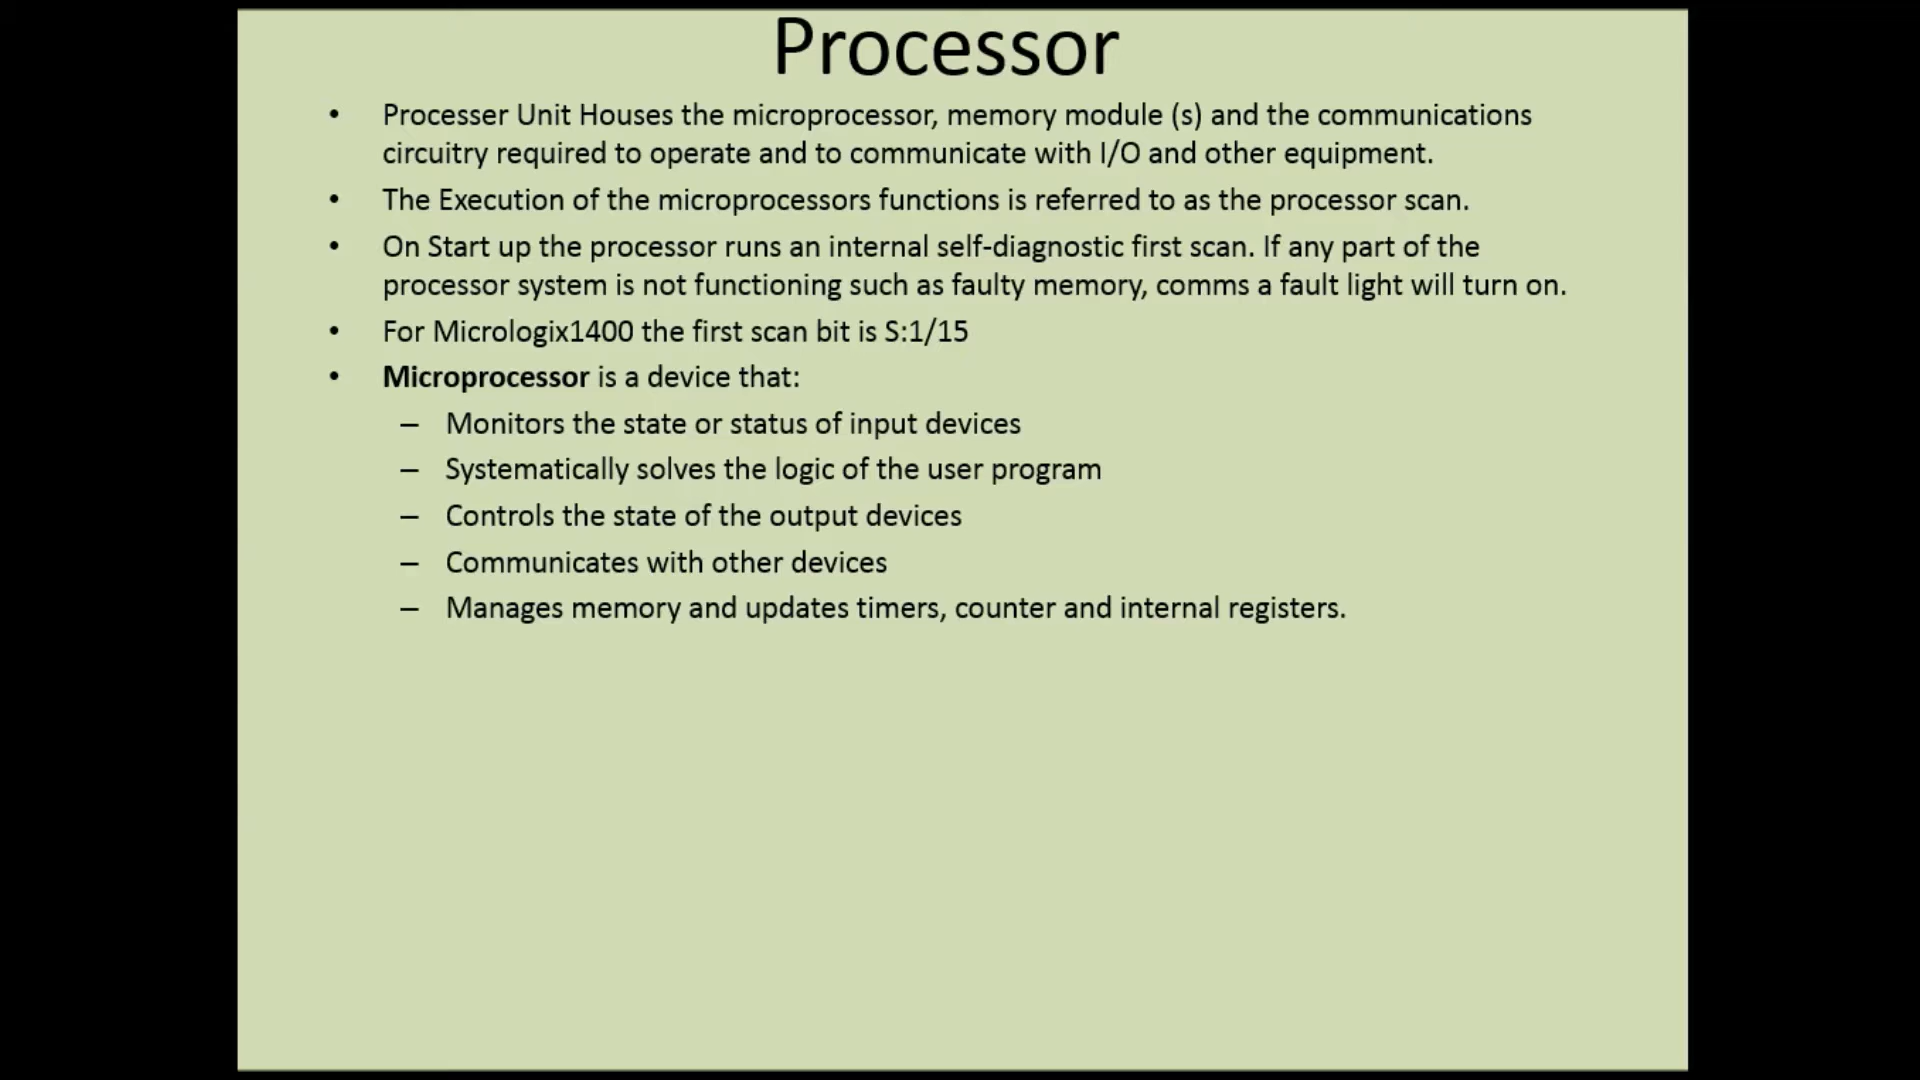 Processor
• Processer Unit Houses the microprocessor, memory module (s) and the communications
circuitry required to operate and to communicate with I/O and other equipment.
• The Execution of the microprocessors functions is referred to as the processor scan.
• On Start up the processor runs an internal self-diagnostic first scan. If any part of the
processor system is not functioning such as faulty memory, comms a fault light will turn on.
• For Micrologix1400 the first scan bit is S:1/15
• Microprocessor is a device that:
– Monitors the state or status of input devices
– Systematically solves the logic of the user program
– Controls the state of the output devices
– Communicates with other devices
– Manages memory and updates timers, counter and internal registers.